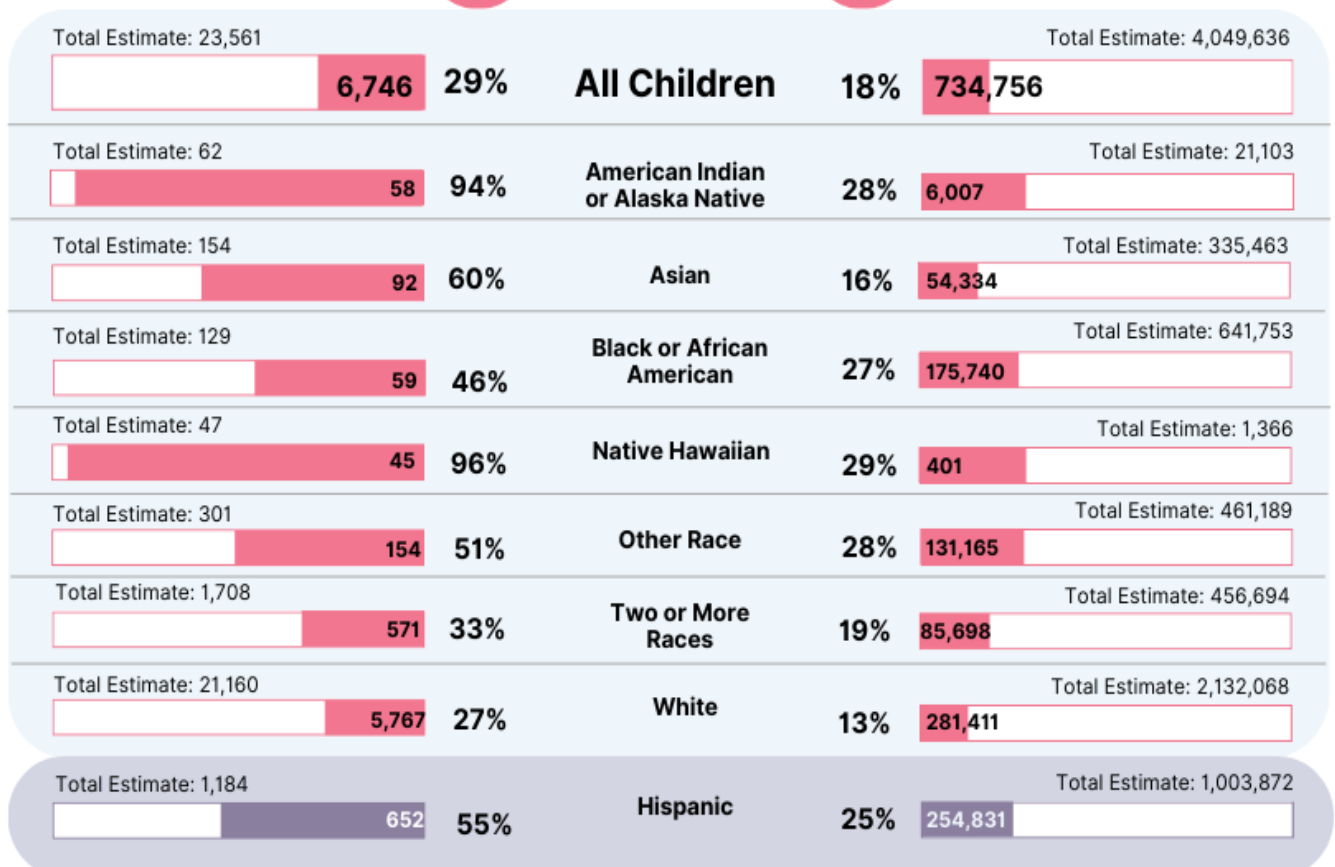 Total Estimate: 23,561
Total Estimate: 4,049,636
6,746 29% All Children 18% 734,756
Total Estimate: 62
Total Estimate: 21,103
58 94% American Indian
or Alaska Native 28% 6,007
Total Estimate: 154
Total Estimate: 335,463
92 60% Asian 16% 54,334
Total Estimate: 129
Total Estimate: 641,753
59 46% Black or African
American 27% 175,740
Total Estimate: 47
Total Estimate: 1,366
45 96% Native Hawaiian 29% 401
Total Estimate: 301
Total Estimate: 461,189
154 51% Other Race 28% 131,165
Total Estimate: 1,708
Total Estimate: 456,694
571 33% Two or More
Races 19% 85,698
Total Estimate: 21,160
Total Estimate: 2,132,068
5,767 27% White 13% 281,411
Total Estimate: 1,184
Total Estimate: 1,003,872
652 55% Hispanic 25% 254,831